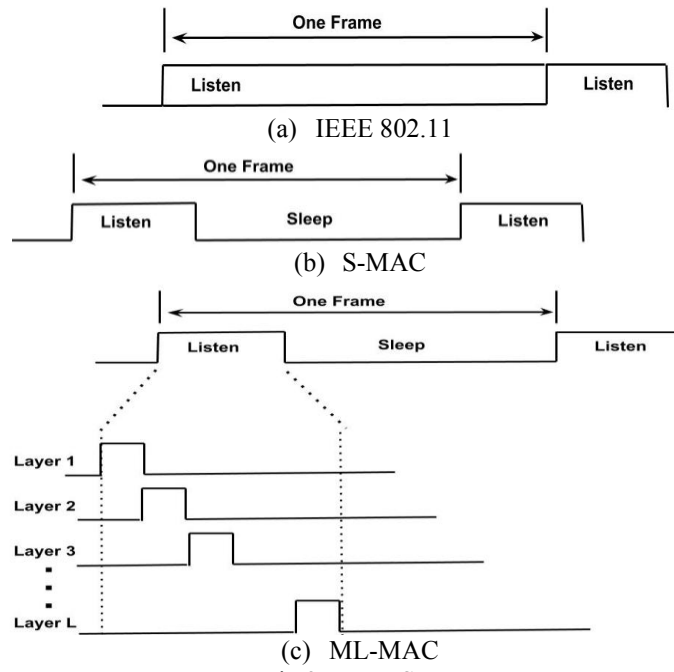 One Frame
Listen
Listen
(a) IEEE 802.11
One Frame
Listen
Sleep
Listen
(b) S-MAC
One Frame
Listen
Sleep
Listen
Layer 1
Layer 2
Layer 3
Layer L
(c) ML-MAC